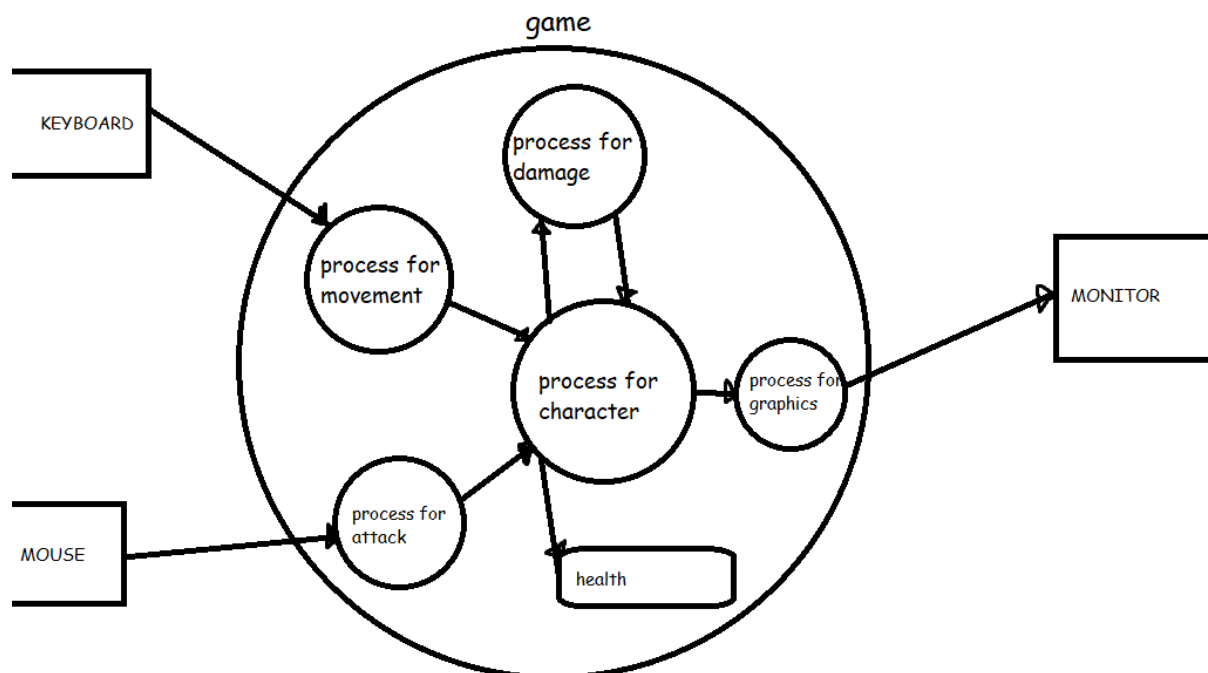 game
KEYBOARD
process for
damage
process for
movement
MONITOR
process for
character
process for
graphics
process for
attack
MOUSE
health